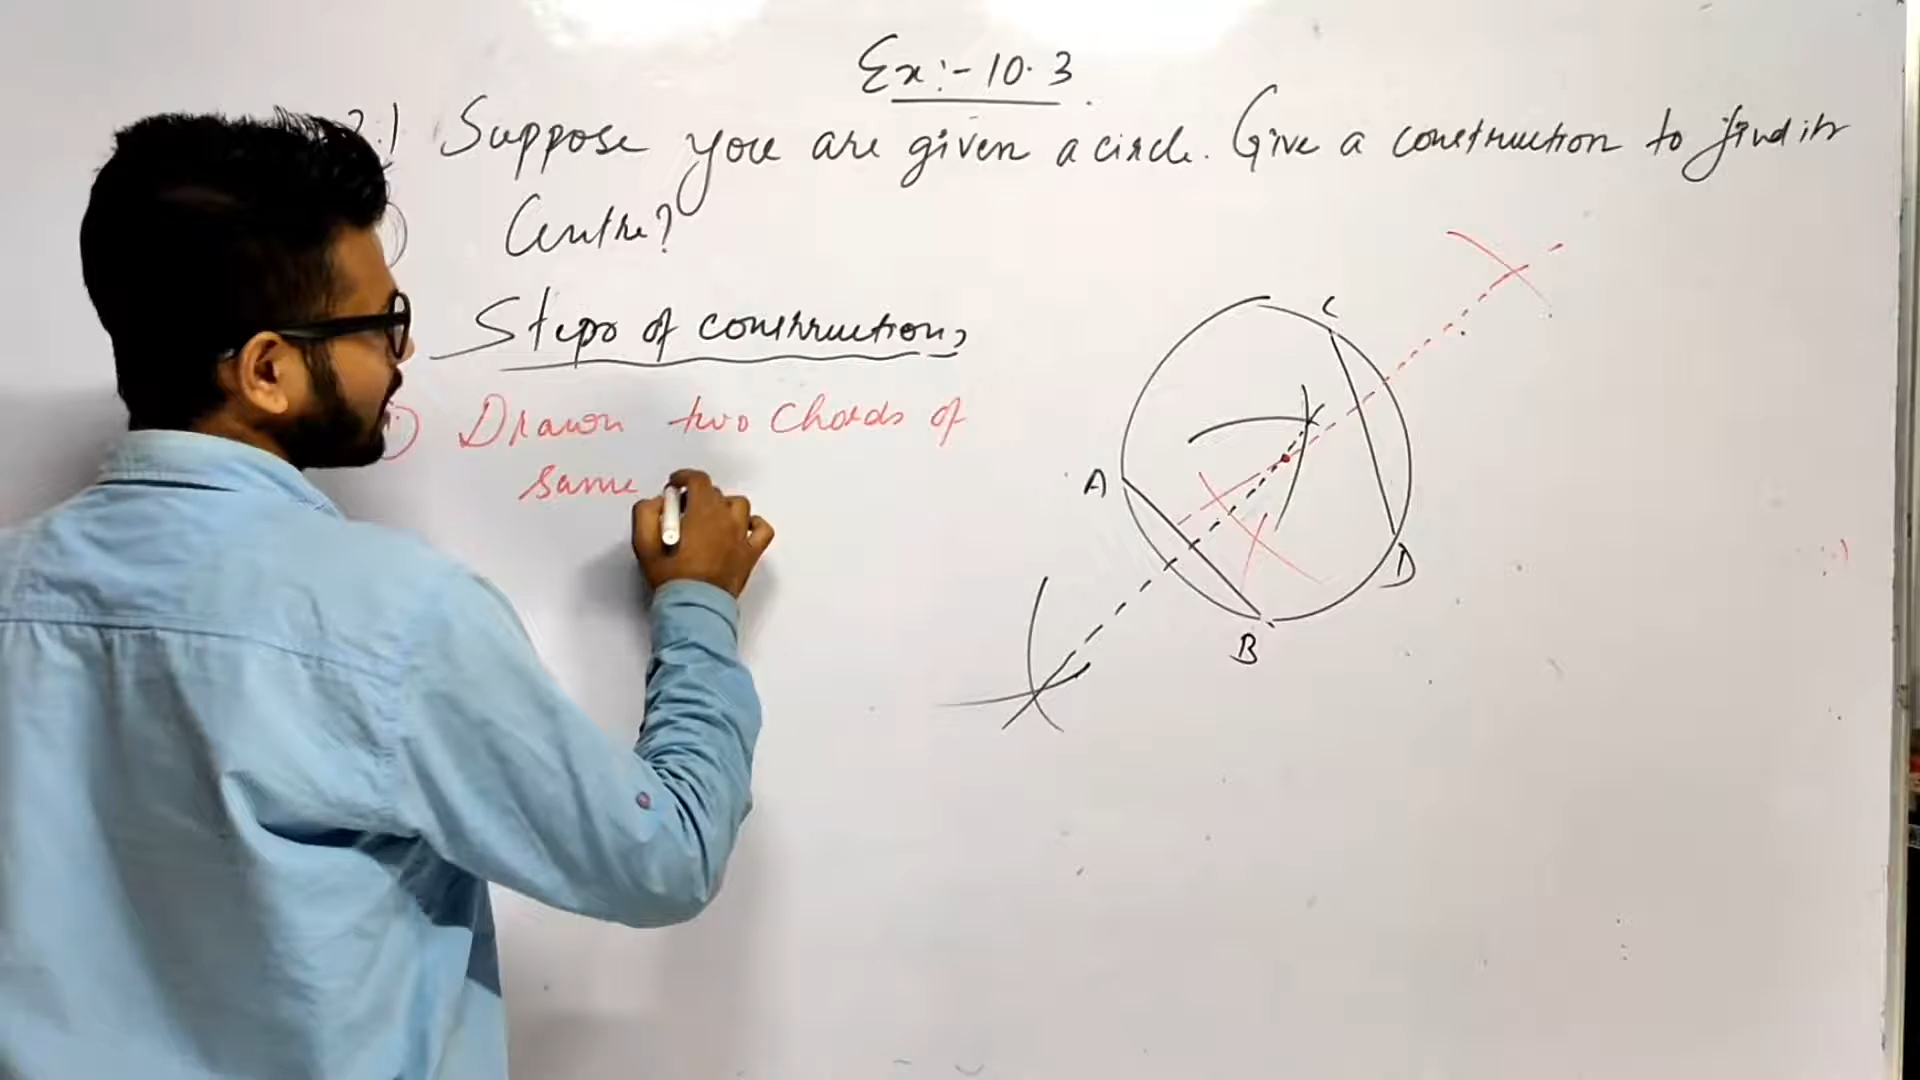 Ex:- 10.3
Suppose you are given a circle. Give a construction to find its
Centre?
Steps of construction,
Drawn two Chords of
same
C
A
D
B